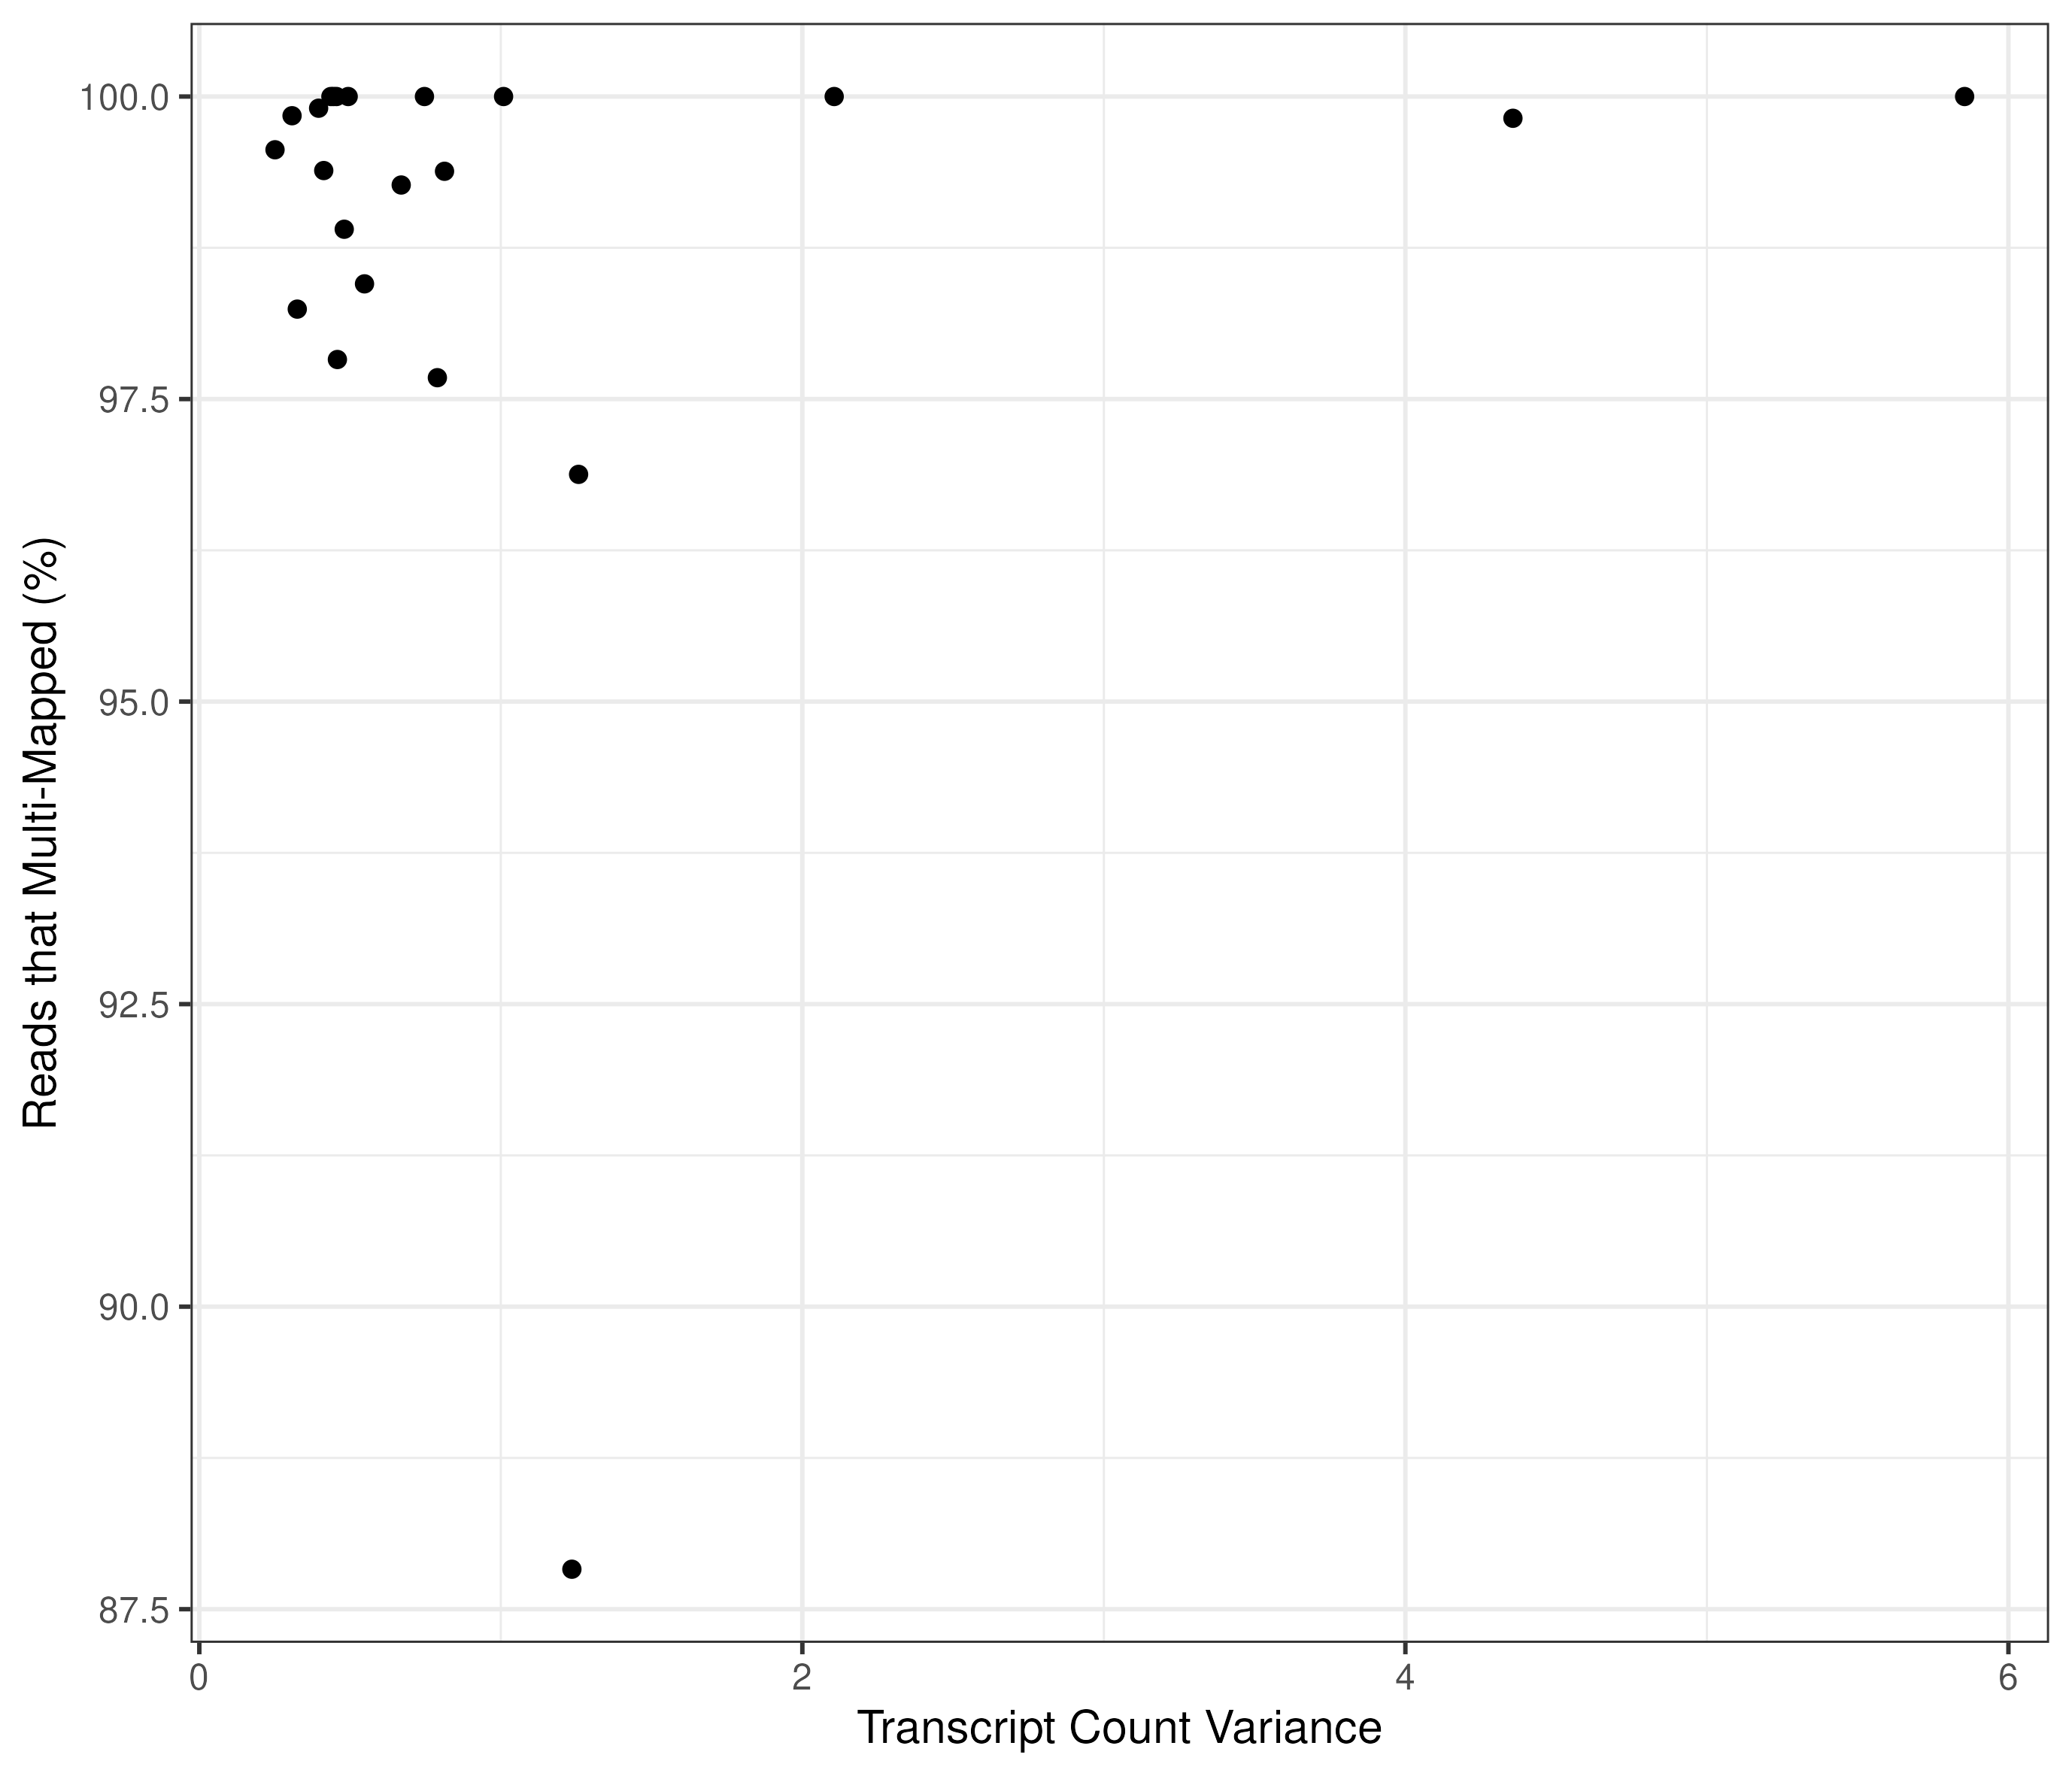 Reads that Multi-Mapped (%)
100.0
97.5
95.0
92.5
90.0
87.5
0 2 4 6
Transcript Count Variance